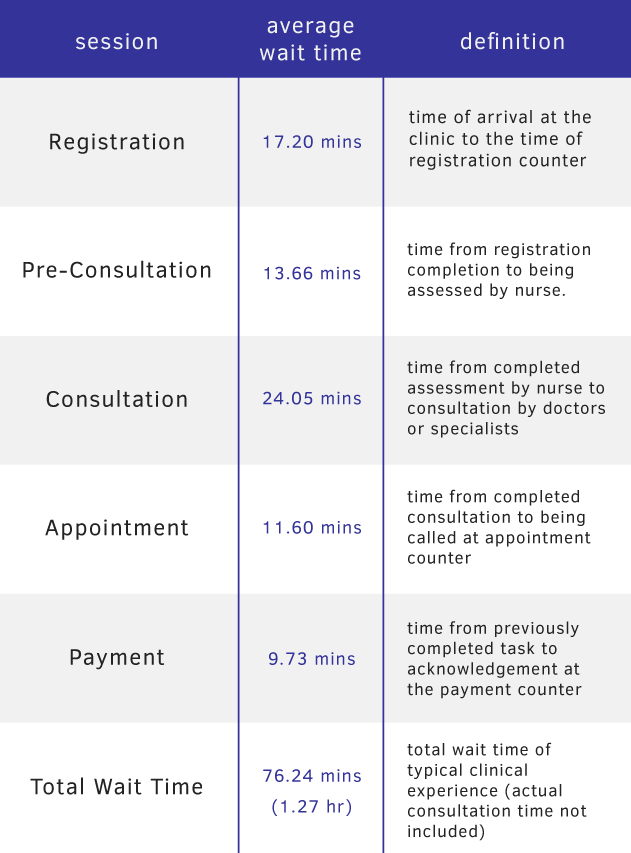 session
average
wait time
definition
Registration
17.20 mins
time of arrival at the
clinic to the time of
registration counter
Pre-Consultation
13.66 mins
time from registration
completion to being
assessed by nurse.
Consultation
24.05 mins
time from completed
assessment by nurse to
consultation by doctors
or specialists
Appointment
11.60 mins
time from completed
consultation to being
called at appointment
counter
Payment
9.73 mins
time from previously
completed task to
acknowledgement at
the payment counter
Total Wait Time
76.24 mins
(1.27 hr)
total wait time of
typical clinical
experience (actual
consultation time not
included)